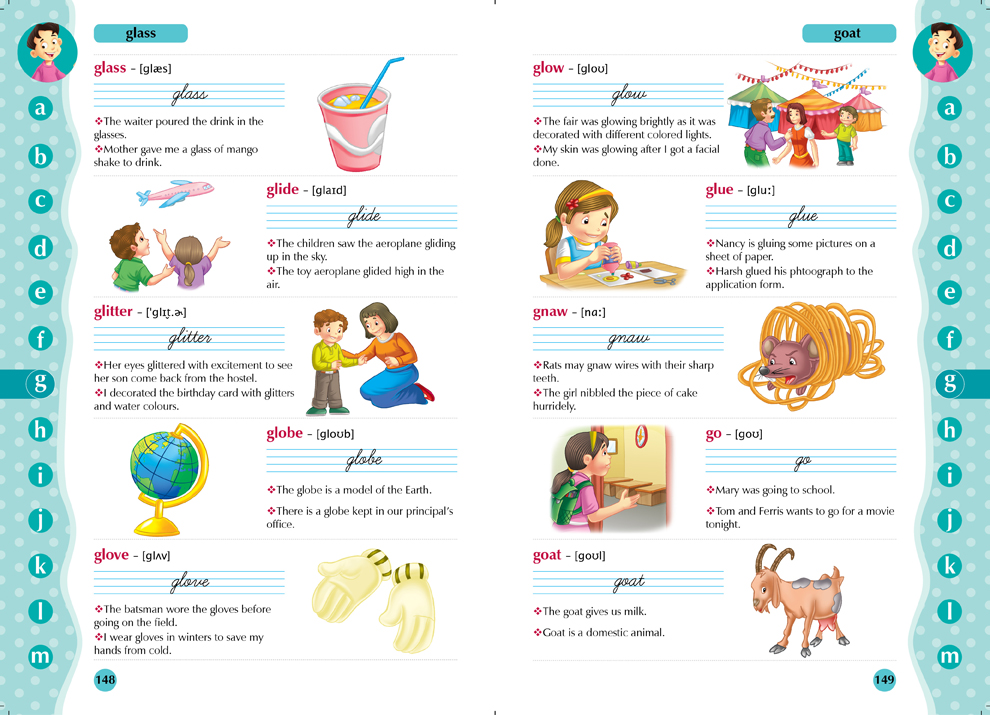 glass
a
b
c
d
e
f
g
h
i
j
k
l
m
glass – [glæs]
glass
❖The waiter poured the drink in the
glasses.
❖Mother gave me a glass of mango
shake to drink.
glide – [glaɪd]
glide
❖The children saw the aeroplane gliding
up in the sky.
❖The toy aeroplane glided high in the
air.
glitter – ['glɪt̬.ɚ]
glitter
❖Her eyes glittered with excitement to see
her son come back from the hostel.
❖I decorated the birthday card with glitters
and water colours.
globe – [gloʊb]
globe
❖The globe is a model of the Earth.
❖There is a globe kept in our principal's
office.
glove – [glʌv]
glove
❖The batsman wore the gloves before
going on the field.
❖I wear gloves in winters to save my
hands from cold.
148
goat
glow – [gloʊ]
glow
❖The fair was glowing brightly as it was
decorated with different colored lights.
❖My skin was glowing after I got a facial
done.
glue – [gluː]
glue
❖Nancy is gluing some pictures on a
sheet of paper.
❖Harsh glued his phtoograph to the
application form.
gnaw – [nɑː]
gnaw
❖Rats may gnaw wires with their sharp
teeth.
❖The girl nibbled the piece of cake
hurridely.
go – [goʊ]
go
❖Mary was going to school.
❖Tom and Ferris wants to go for a movie
tonight.
goat – [goʊl]
goat
❖The goat gives us milk.
❖Goat is a domestic animal.
149
a
b
c
d
e
f
g
h
i
j
k
l
m